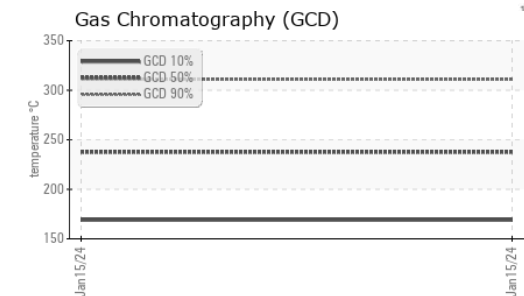 Gas Chromatography (GCD)
350
300
250
200
150
temperature °C
GCD 10%
GCD 50%
GCD 90%
Jan15/24
Jan15/24